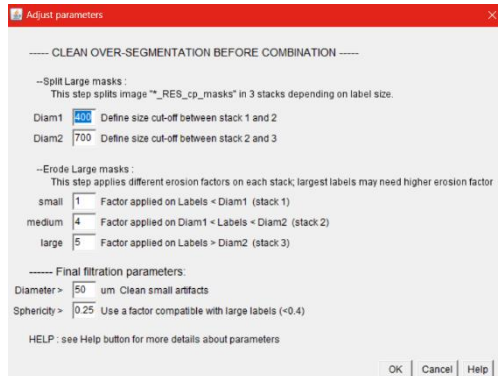 Adjust parameters
----- CLEAN OVER-SEGMENTATION BEFORE COMBINATION -----
--Split Large masks :
This step splits image "*_RES_cp_masks" in 3 stacks depending on label size.
Diam1 400 Define size cut-off between stack 1 and 2
Diam2 700 Define size cut-off between stack 2 and 3
--Erode Large masks :
This step applies different erosion factors on each stack; largest labels may need higher erosion factor
small 1 Factor applied on Labels < Diam1 (stack 1)
medium 4 Factor applied on Diam1 < Labels < Diam2 (stack 2)
large 5 Factor applied on Labels > Diam2 (stack 3)
------ Final filtration parameters:
Diameter > 50 um Clean small artifacts
Sphericity > 0.25 Use a factor compatible with large labels (<0.4)
HELP : see Help button for more details about parameters
OK Cancel Help